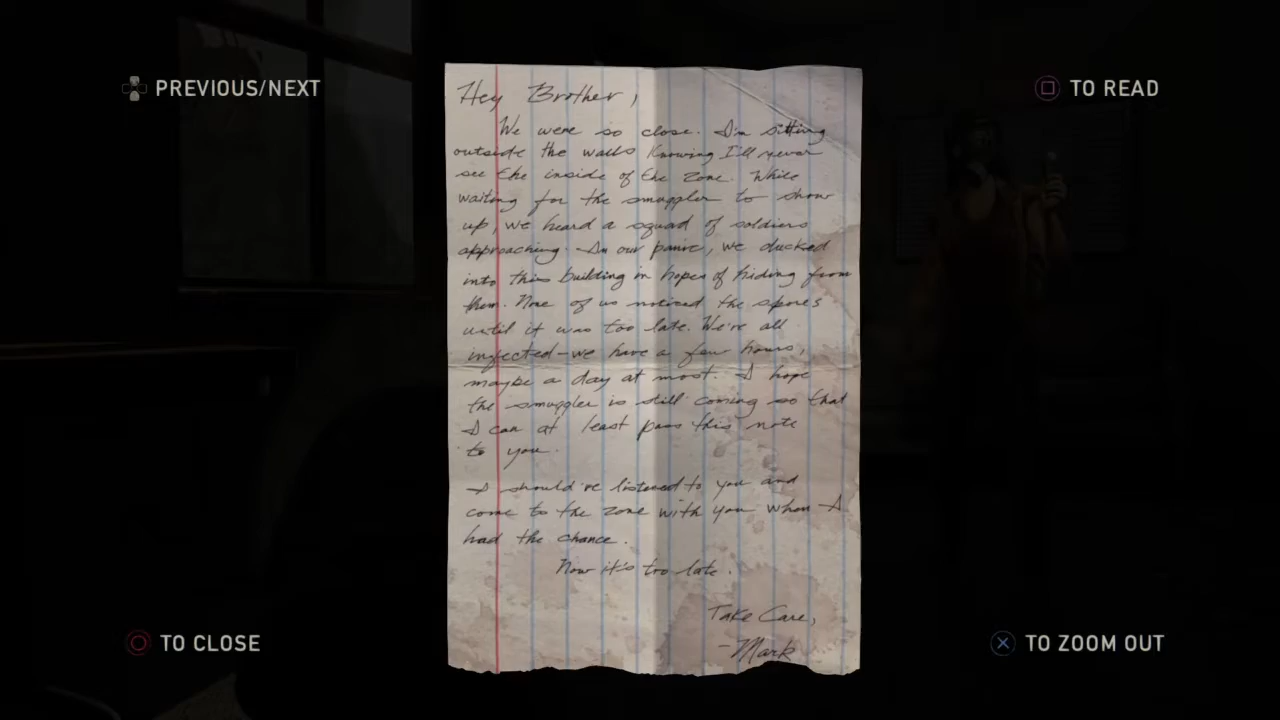 PREVIOUS/NEXT
TO READ
Hey Brother,
We were so close. I'm sitting
outside the walls knowing I'll never
see the inside of the zone. While
waiting for the smuggler to show
up, we heard a squad of soldiers
approaching. In our panic, we ducked
into this building in hopes of hiding from
them. None of us noticed the spores
until it was too late. We're all
infected - we have a few hours,
maybe a day at most. I hope
the smuggler is still coming so that
I can at least pass this note
to you.
I should've listened to you and
come to the zone with you when I
had the chance.
Now it's too late.
Take Care,
-Mark
TO CLOSE
TO ZOOM OUT